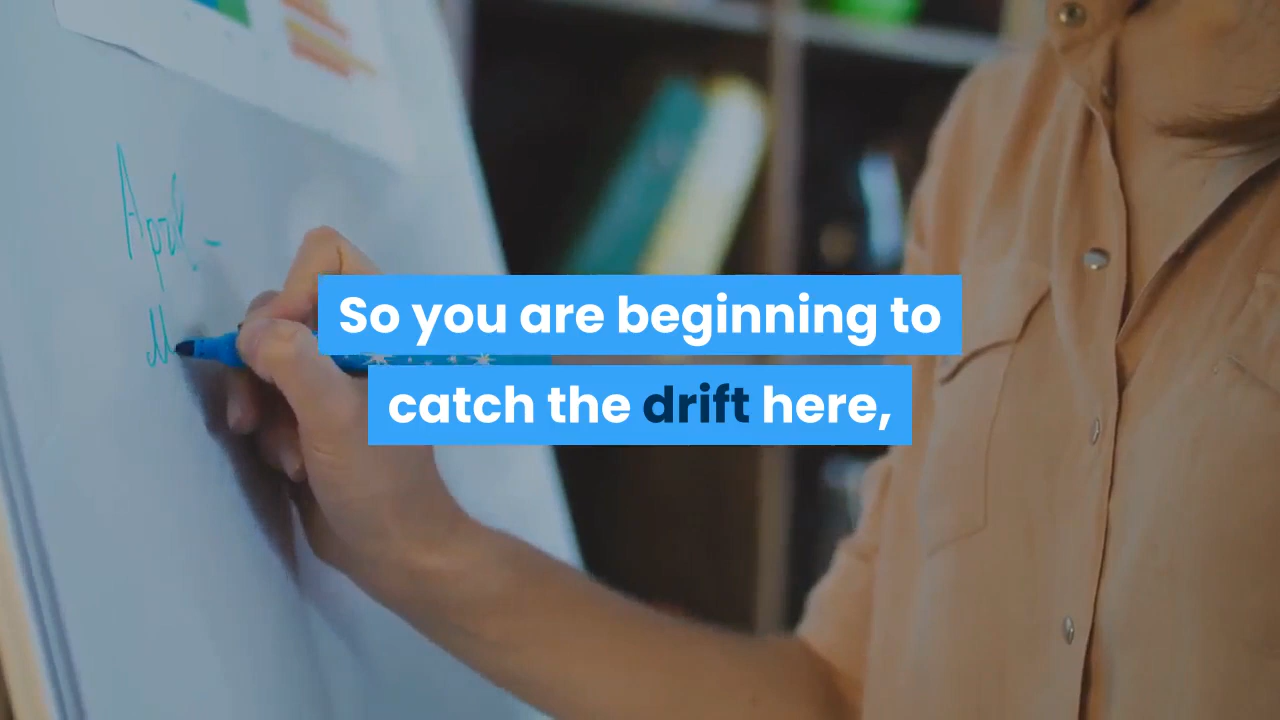 April -
M
So you are beginning to
catch the drift here,